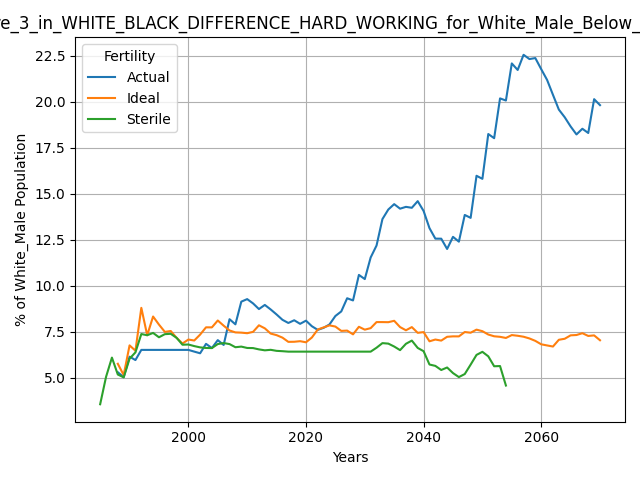 re_3_in_WHITE_BLACK_DIFFERENCE_HARD_WORKING_for_White_Male_Below_
Fertility
Actual
Ideal
Sterile
% of White_Male Population
22.5
20.0
17.5
15.0
12.5
10.0
7.5
5.0
2000
2020
2040
2060
Years